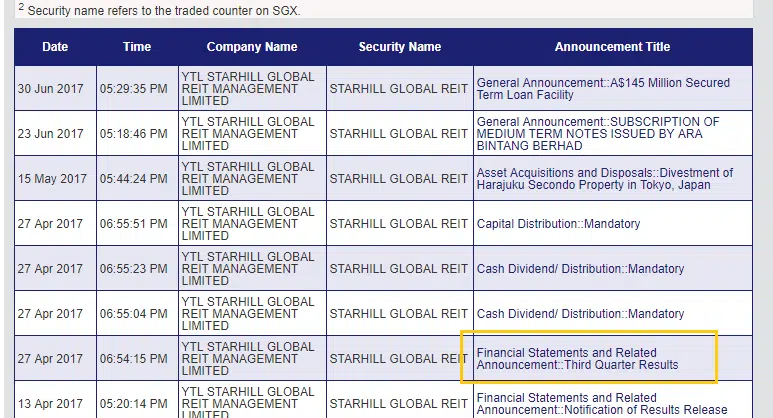 2 Security name refers to the traded counter on SGX.
Date Time Company Name Security Name Announcement Title
30 Jun 2017 05:29:35 PM YTL STARHILL GLOBAL REIT MANAGEMENT LIMITED STARHILL GLOBAL REIT General Announcement::A$145 Million Secured Term Loan Facility
23 Jun 2017 05:18:46 PM YTL STARHILL GLOBAL REIT MANAGEMENT LIMITED STARHILL GLOBAL REIT General Announcement::SUBSCRIPTION OF MEDIUM TERM NOTES ISSUED BY ARA BINTANG BERHAD
15 May 2017 05:44:24 PM YTL STARHILL GLOBAL REIT MANAGEMENT LIMITED STARHILL GLOBAL REIT Asset Acquisitions and Disposals::Divestment of Harajuku Secondo Property in Tokyo, Japan
27 Apr 2017 06:55:51 PM YTL STARHILL GLOBAL REIT MANAGEMENT LIMITED STARHILL GLOBAL REIT Capital Distribution::Mandatory
27 Apr 2017 06:55:23 PM YTL STARHILL GLOBAL REIT MANAGEMENT LIMITED STARHILL GLOBAL REIT Cash Dividend/ Distribution::Mandatory
27 Apr 2017 06:55:04 PM YTL STARHILL GLOBAL REIT MANAGEMENT LIMITED STARHILL GLOBAL REIT Cash Dividend/ Distribution::Mandatory
27 Apr 2017 06:54:15 PM YTL STARHILL GLOBAL REIT MANAGEMENT LIMITED STARHILL GLOBAL REIT Financial Statements and Related Announcement::Third Quarter Results
13 Apr 2017 05:20:14 PM YTL STARHILL GLOBAL REIT MANAGEMENT LIMITED STARHILL GLOBAL REIT Financial Statements and Related Announcement::Notification of Results Release